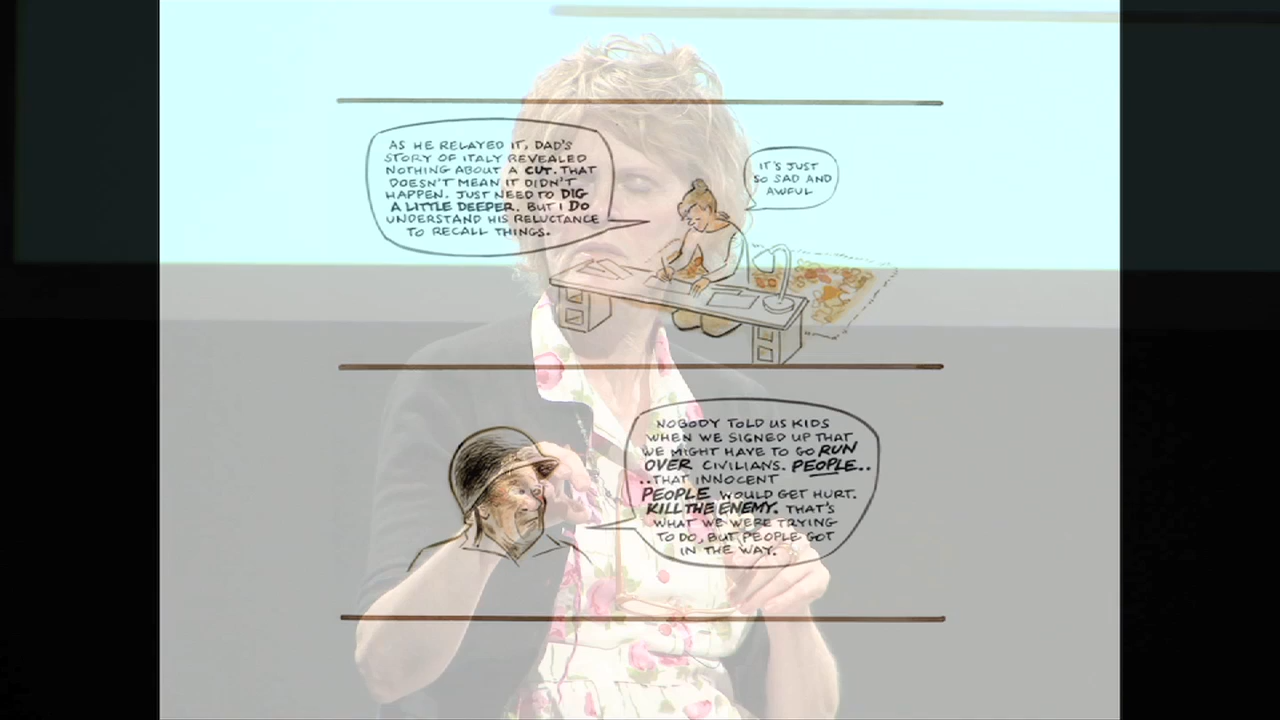 AS HE RELAYED IT, DAD'S
STORY OF ITALY REVEALED
NOTHING ABOUT A CUT. THAT
DOESN'T MEAN IT DIDN'T
HAPPEN. JUST NEED TO DIG
A LITTLE DEEPER. BUT I DO
UNDERSTAND HIS RELUCTANCE
TO RECALL THINGS.
IT'S JUST
SO SAD AND
AWFUL
NOBODY TOLD US KIDS
WHEN WE SIGNED UP THAT
WE MIGHT HAVE TO GO RUN
OVER CIVILIANS. PEOPLE..
..THAT INNOCENT
PEOPLE WOULD GET HURT.
KILL THE ENEMY. THAT'S
WHAT WE WERE TRYING
TO DO, BUT PEOPLE GOT
IN THE WAY.